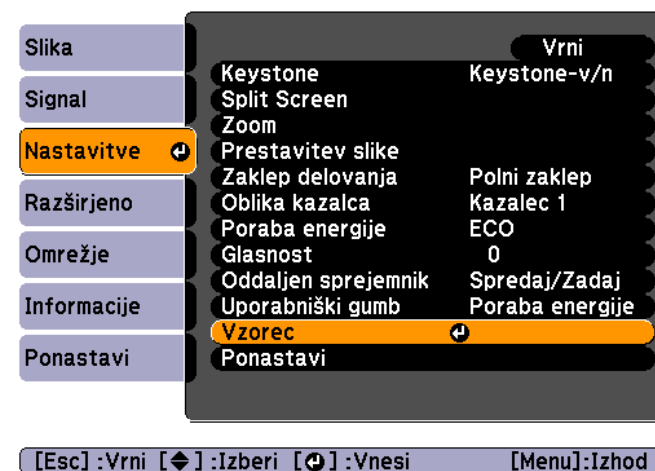 Slika
Signal
Nastavitve
Razširjeno
Omrežje
Informacije
Ponastavi
Vrni
Keystone Keystone-v/n
Split Screen
Zoom
Prestavitev slike
Zaklep delovanja Polni zaklep
Oblika kazalca Kazalec 1
Poraba energije ECO
Glasnost 0
Oddaljen sprejemnik Spredaj/Zadaj
Uporabniški gumb Poraba energije
Vzorec
Ponastavi
[Esc] :Vrni [◆] :Izberi [↵] :Vnesi [Menu]:Izhod